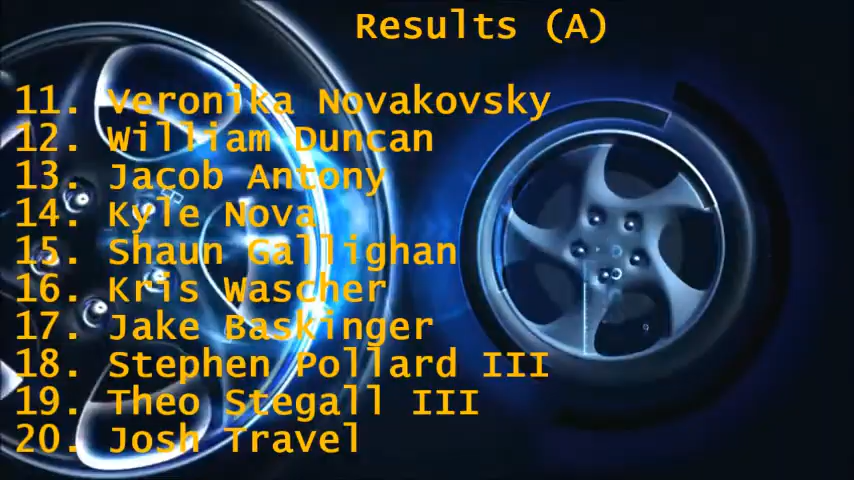 Results (A)
11. Veronika Novakovsky
12. William Duncan
13. Jacob Antony
14. Kyle Nova
15. Shaun Gallighan
16. Kris Wascher
17. Jake Baskinger
18. Stephen Pollard III
19. Theo Stegall III
20. Josh Travel